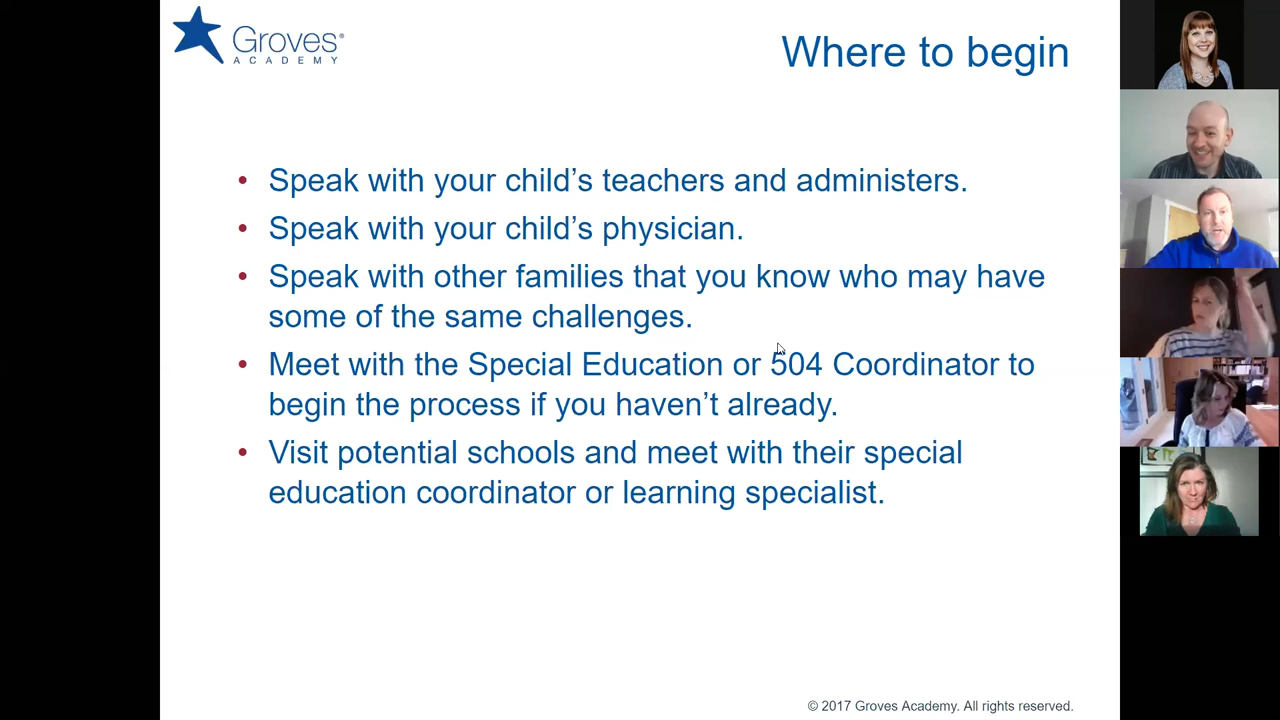 Groves®
ACADEMY
Where to begin
• Speak with your child’s teachers and administers.
• Speak with your child’s physician.
• Speak with other families that you know who may have
some of the same challenges.
• Meet with the Special Education or 504 Coordinator to
begin the process if you haven’t already.
• Visit potential schools and meet with their special
education coordinator or learning specialist.
© 2017 Groves Academy. All rights reserved.